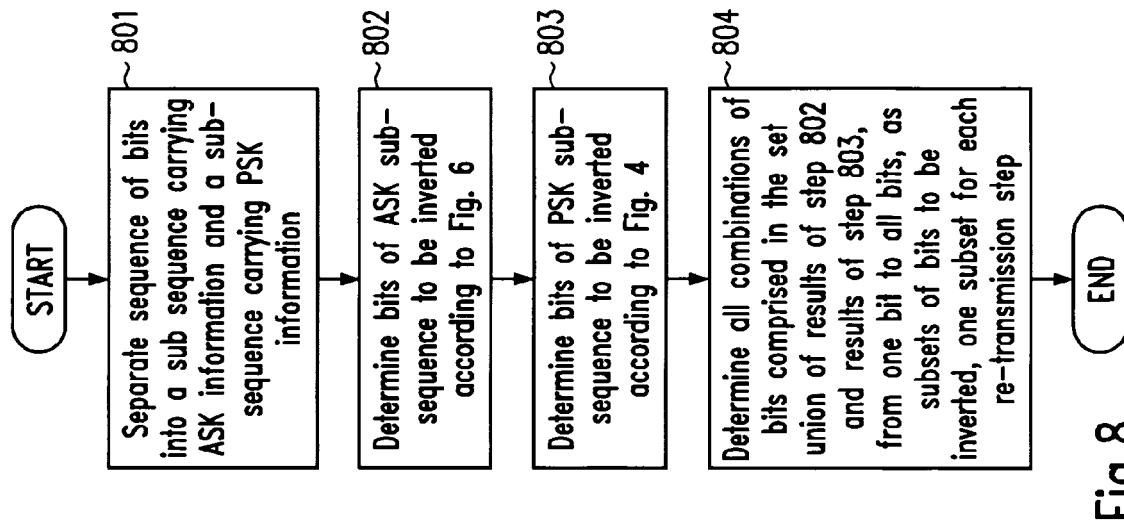 START
801
Separate sequence of bits
into a sub sequence carrying
ASK information and a sub-
sequence carrying PSK
information
802
Determine bits of ASK sub-
sequence to be inverted
according to Fig. 6
803
Determine bits of PSK sub-
sequence to be inverted
according to Fig. 4
804
Determine all combinations of
bits comprised in the set
union of results of step 802
and results of step 803,
from one bit to all bits, as
subsets of bits to be
inverted, one subset for each
re-transmission step
END
Fig. 8